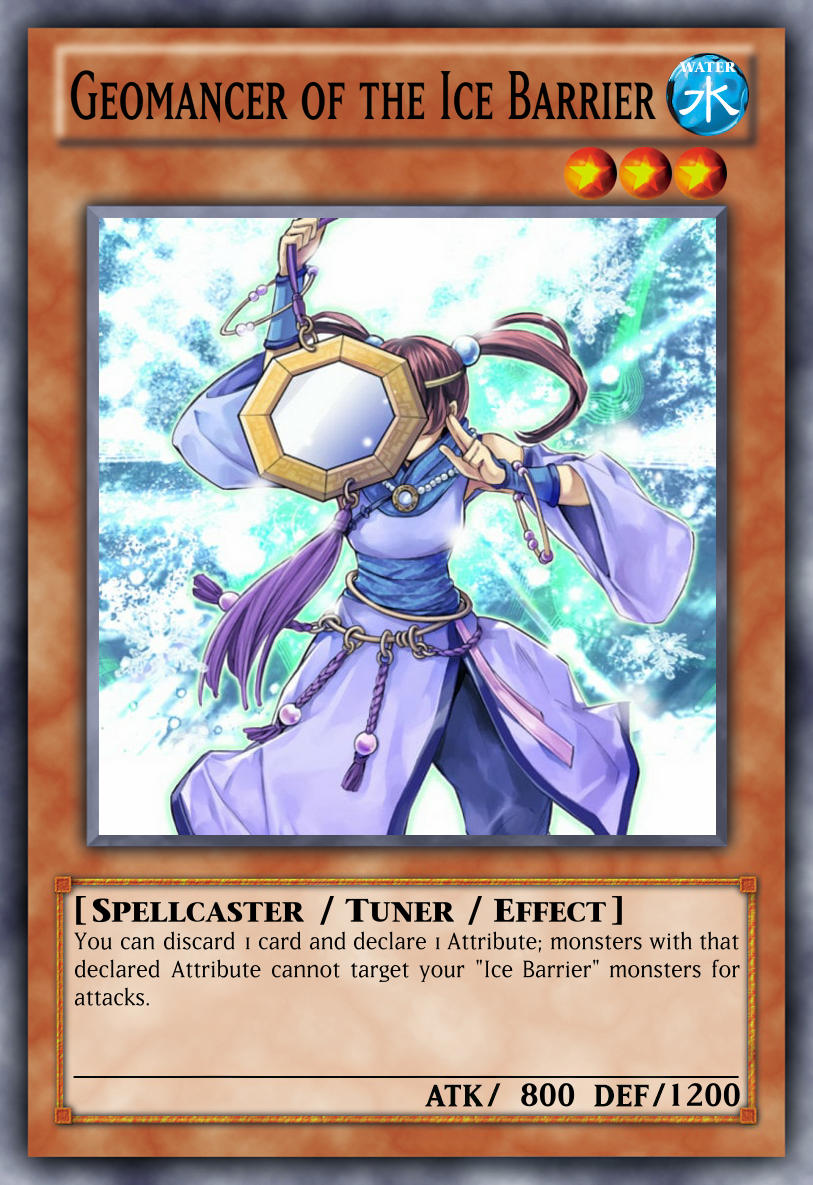 Geomancer of the Ice Barrier
WATER
水
[Spellcaster / Tuner / Effect]
You can discard 1 card and declare 1 Attribute; monsters with that
declared Attribute cannot target your "Ice Barrier" monsters for
attacks.
ATK/ 800 DEF/1200